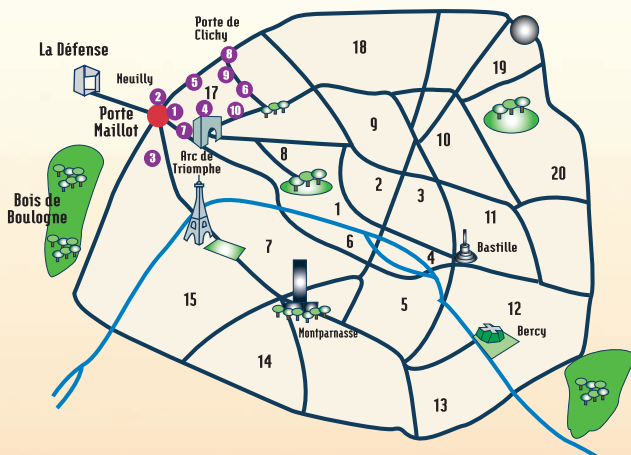 Porte de
Clichy
La Défense
Neuilly
Porte
Maillot
Arc de
Triomphe
Bois de
Boulogne
Bastille
Montparnasse
Bercy
8
9
5
6
2
1
4
10
7
3
17
18
19
9
10
8
2
3
20
1
11
6
7
4
15
5
12
14
13